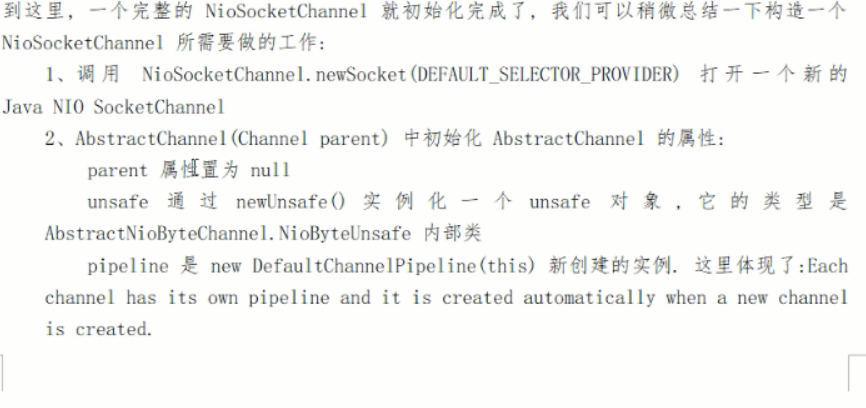 到这里，一个完整的 NioSocketChannel 就初始化完成了，我们可以稍微总结一下构造一个
NioSocketChannel 所需要做的工作：
1、调用 NioSocketChannel.newSocket(DEFAULT_SELECTOR_PROVIDER) 打开一个新的
Java NIO SocketChannel
2、AbstractChannel(Channel parent) 中初始化 AbstractChannel 的属性：
parent 属性置为 null
unsafe 通过 newUnsafe() 实例化一个 unsafe 对象，它的类型是
AbstractNioByteChannel.NioByteUnsafe 内部类
pipeline 是 new DefaultChannelPipeline(this) 新创建的实例. 这里体现了:Each
channel has its own pipeline and it is created automatically when a new channel
is created.